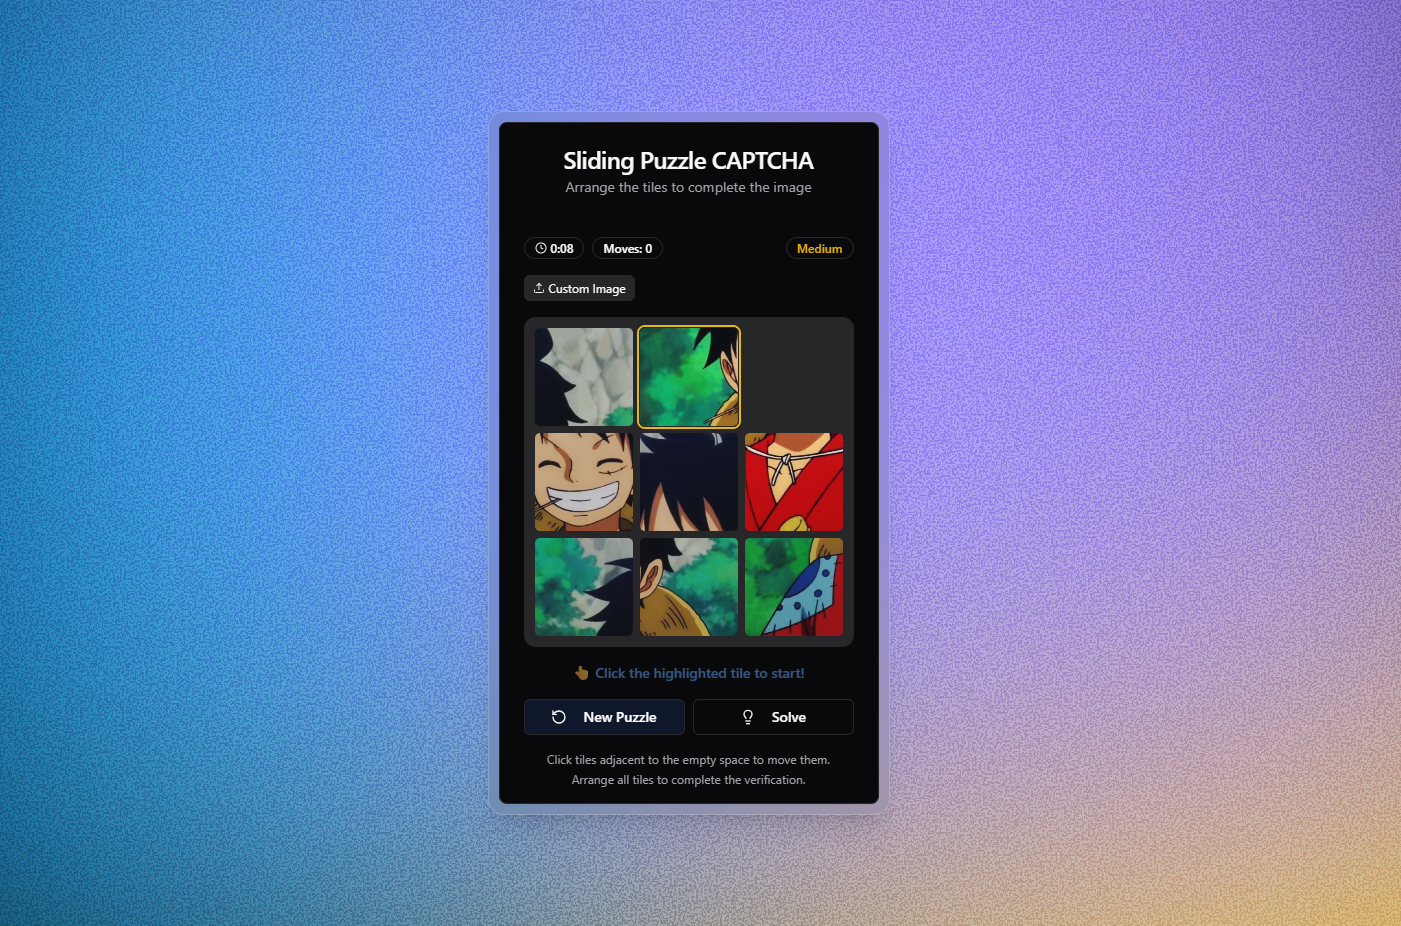 Sliding Puzzle CAPTCHA
Arrange the tiles to complete the image
0:08
Moves: 0
Medium
Custom Image
Click the highlighted tile to start!
New Puzzle
Solve
Click tiles adjacent to the empty space to move them.
Arrange all tiles to complete the verification.